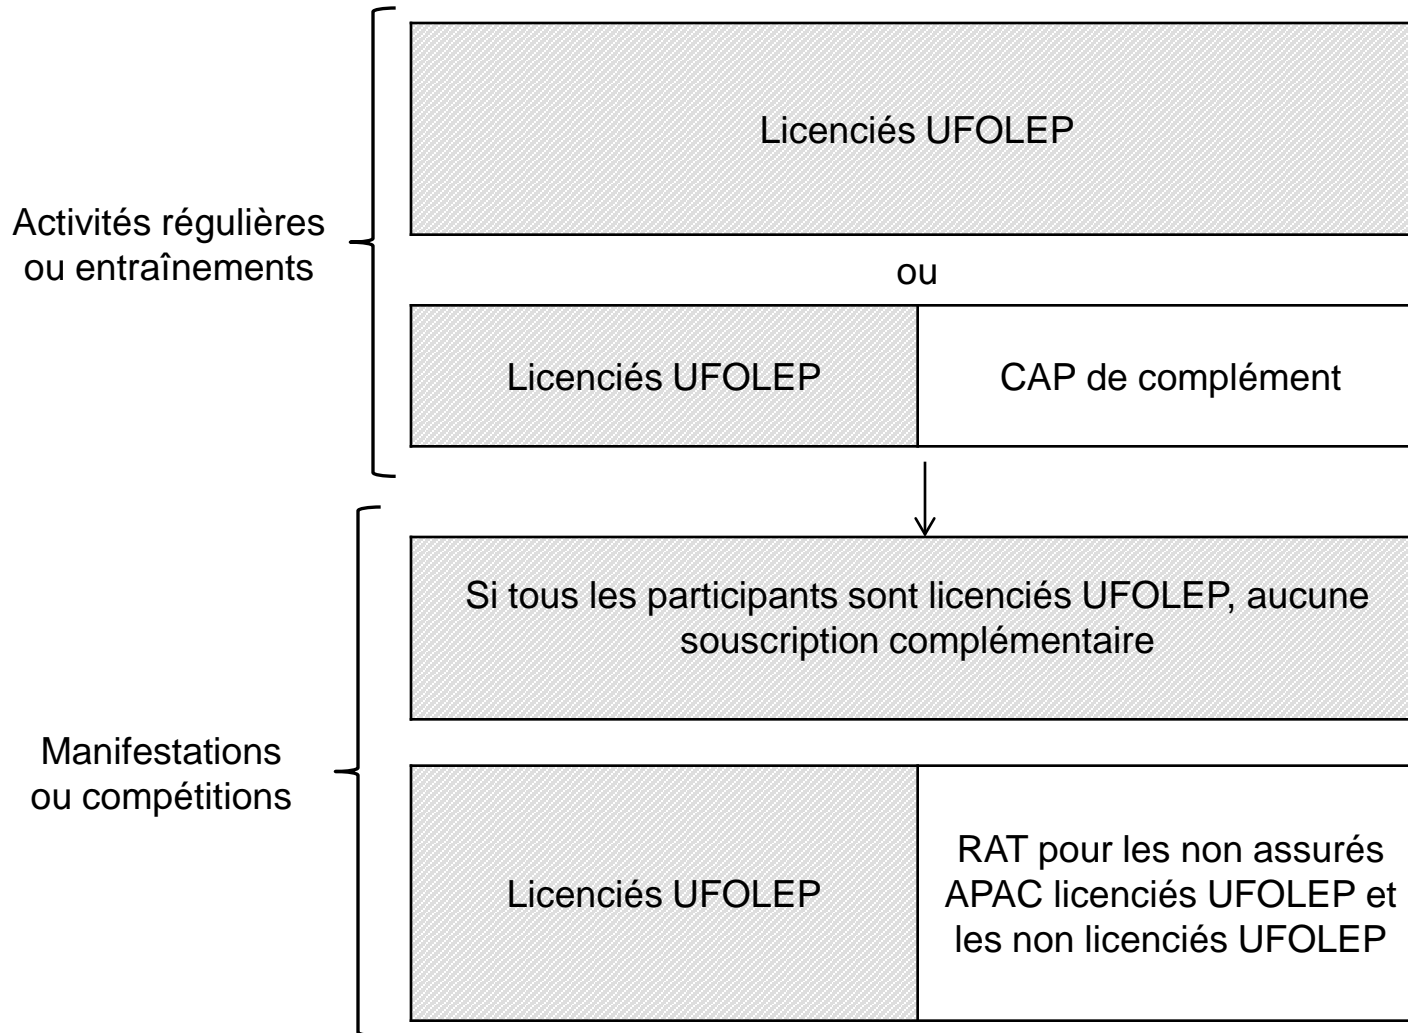 Licenciés UFOLEP
Activités régulières
ou entraînements
ou
Licenciés UFOLEP
CAP de complément
Si tous les participants sont licenciés UFOLEP, aucune
souscription complémentaire
Manifestations
ou compétitions
Licenciés UFOLEP
RAT pour les non assurés
APAC licenciés UFOLEP et
les non licenciés UFOLEP